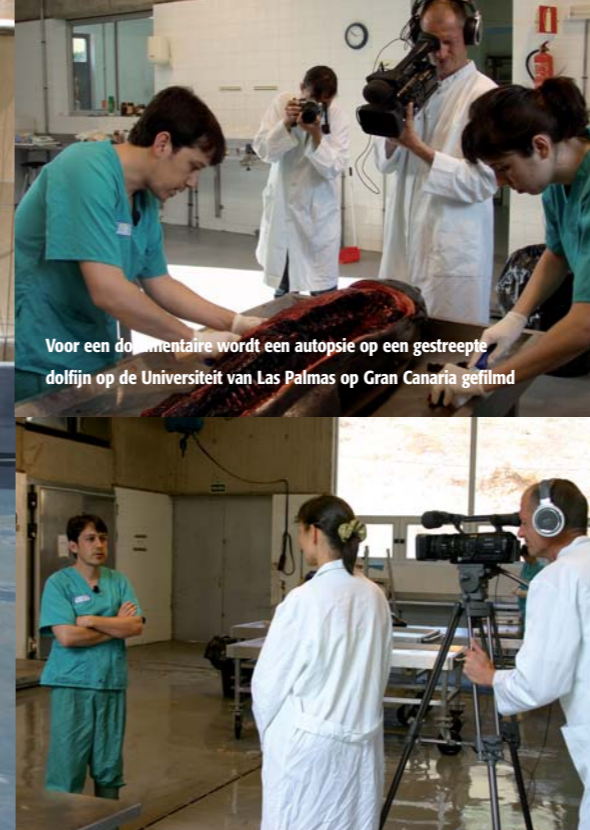 Voor een documentaire wordt een autopsie op een gestreepte
dolfijn op de Universiteit van Las Palmas op Gran Canaria gefilmd